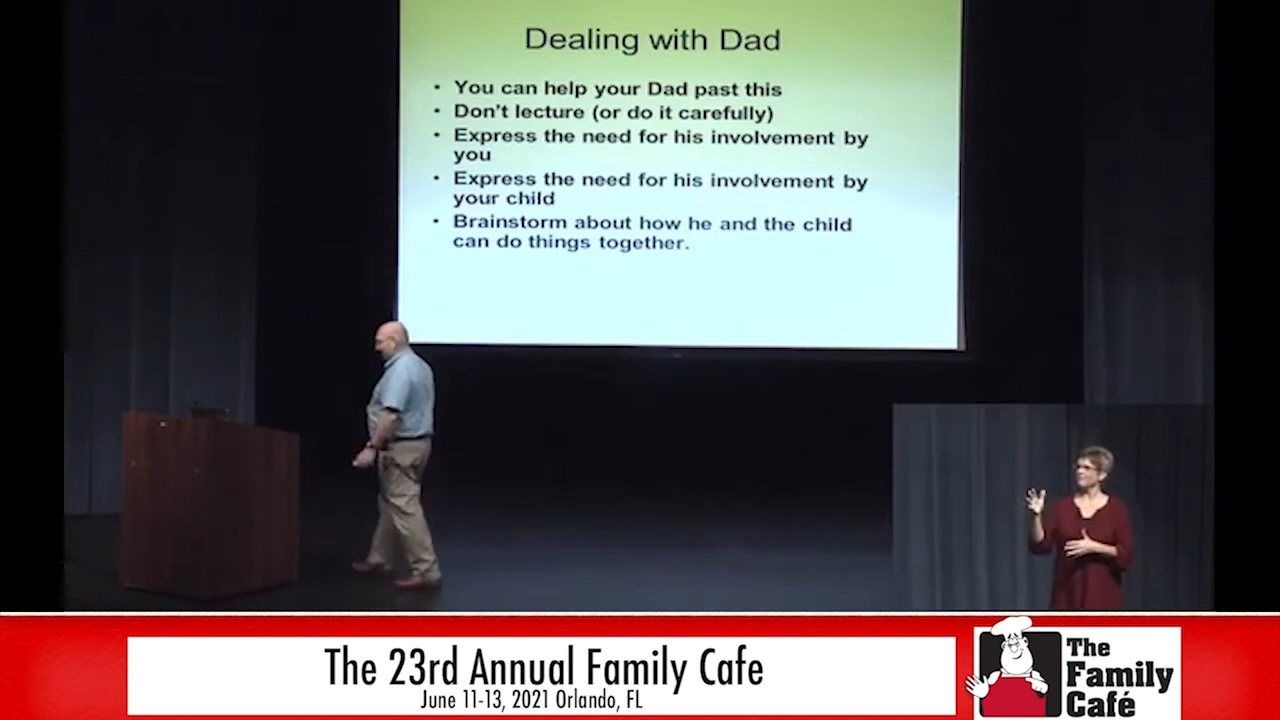 Dealing with Dad
• You can help your Dad past this
• Don't lecture (or do it carefully)
• Express the need for his involvement by
you
• Express the need for his involvement by
your child
• Brainstorm about how he and the child
can do things together.
The 23rd Annual Family Cafe
June 11-13, 2021 Orlando, FL
The
Family
Café